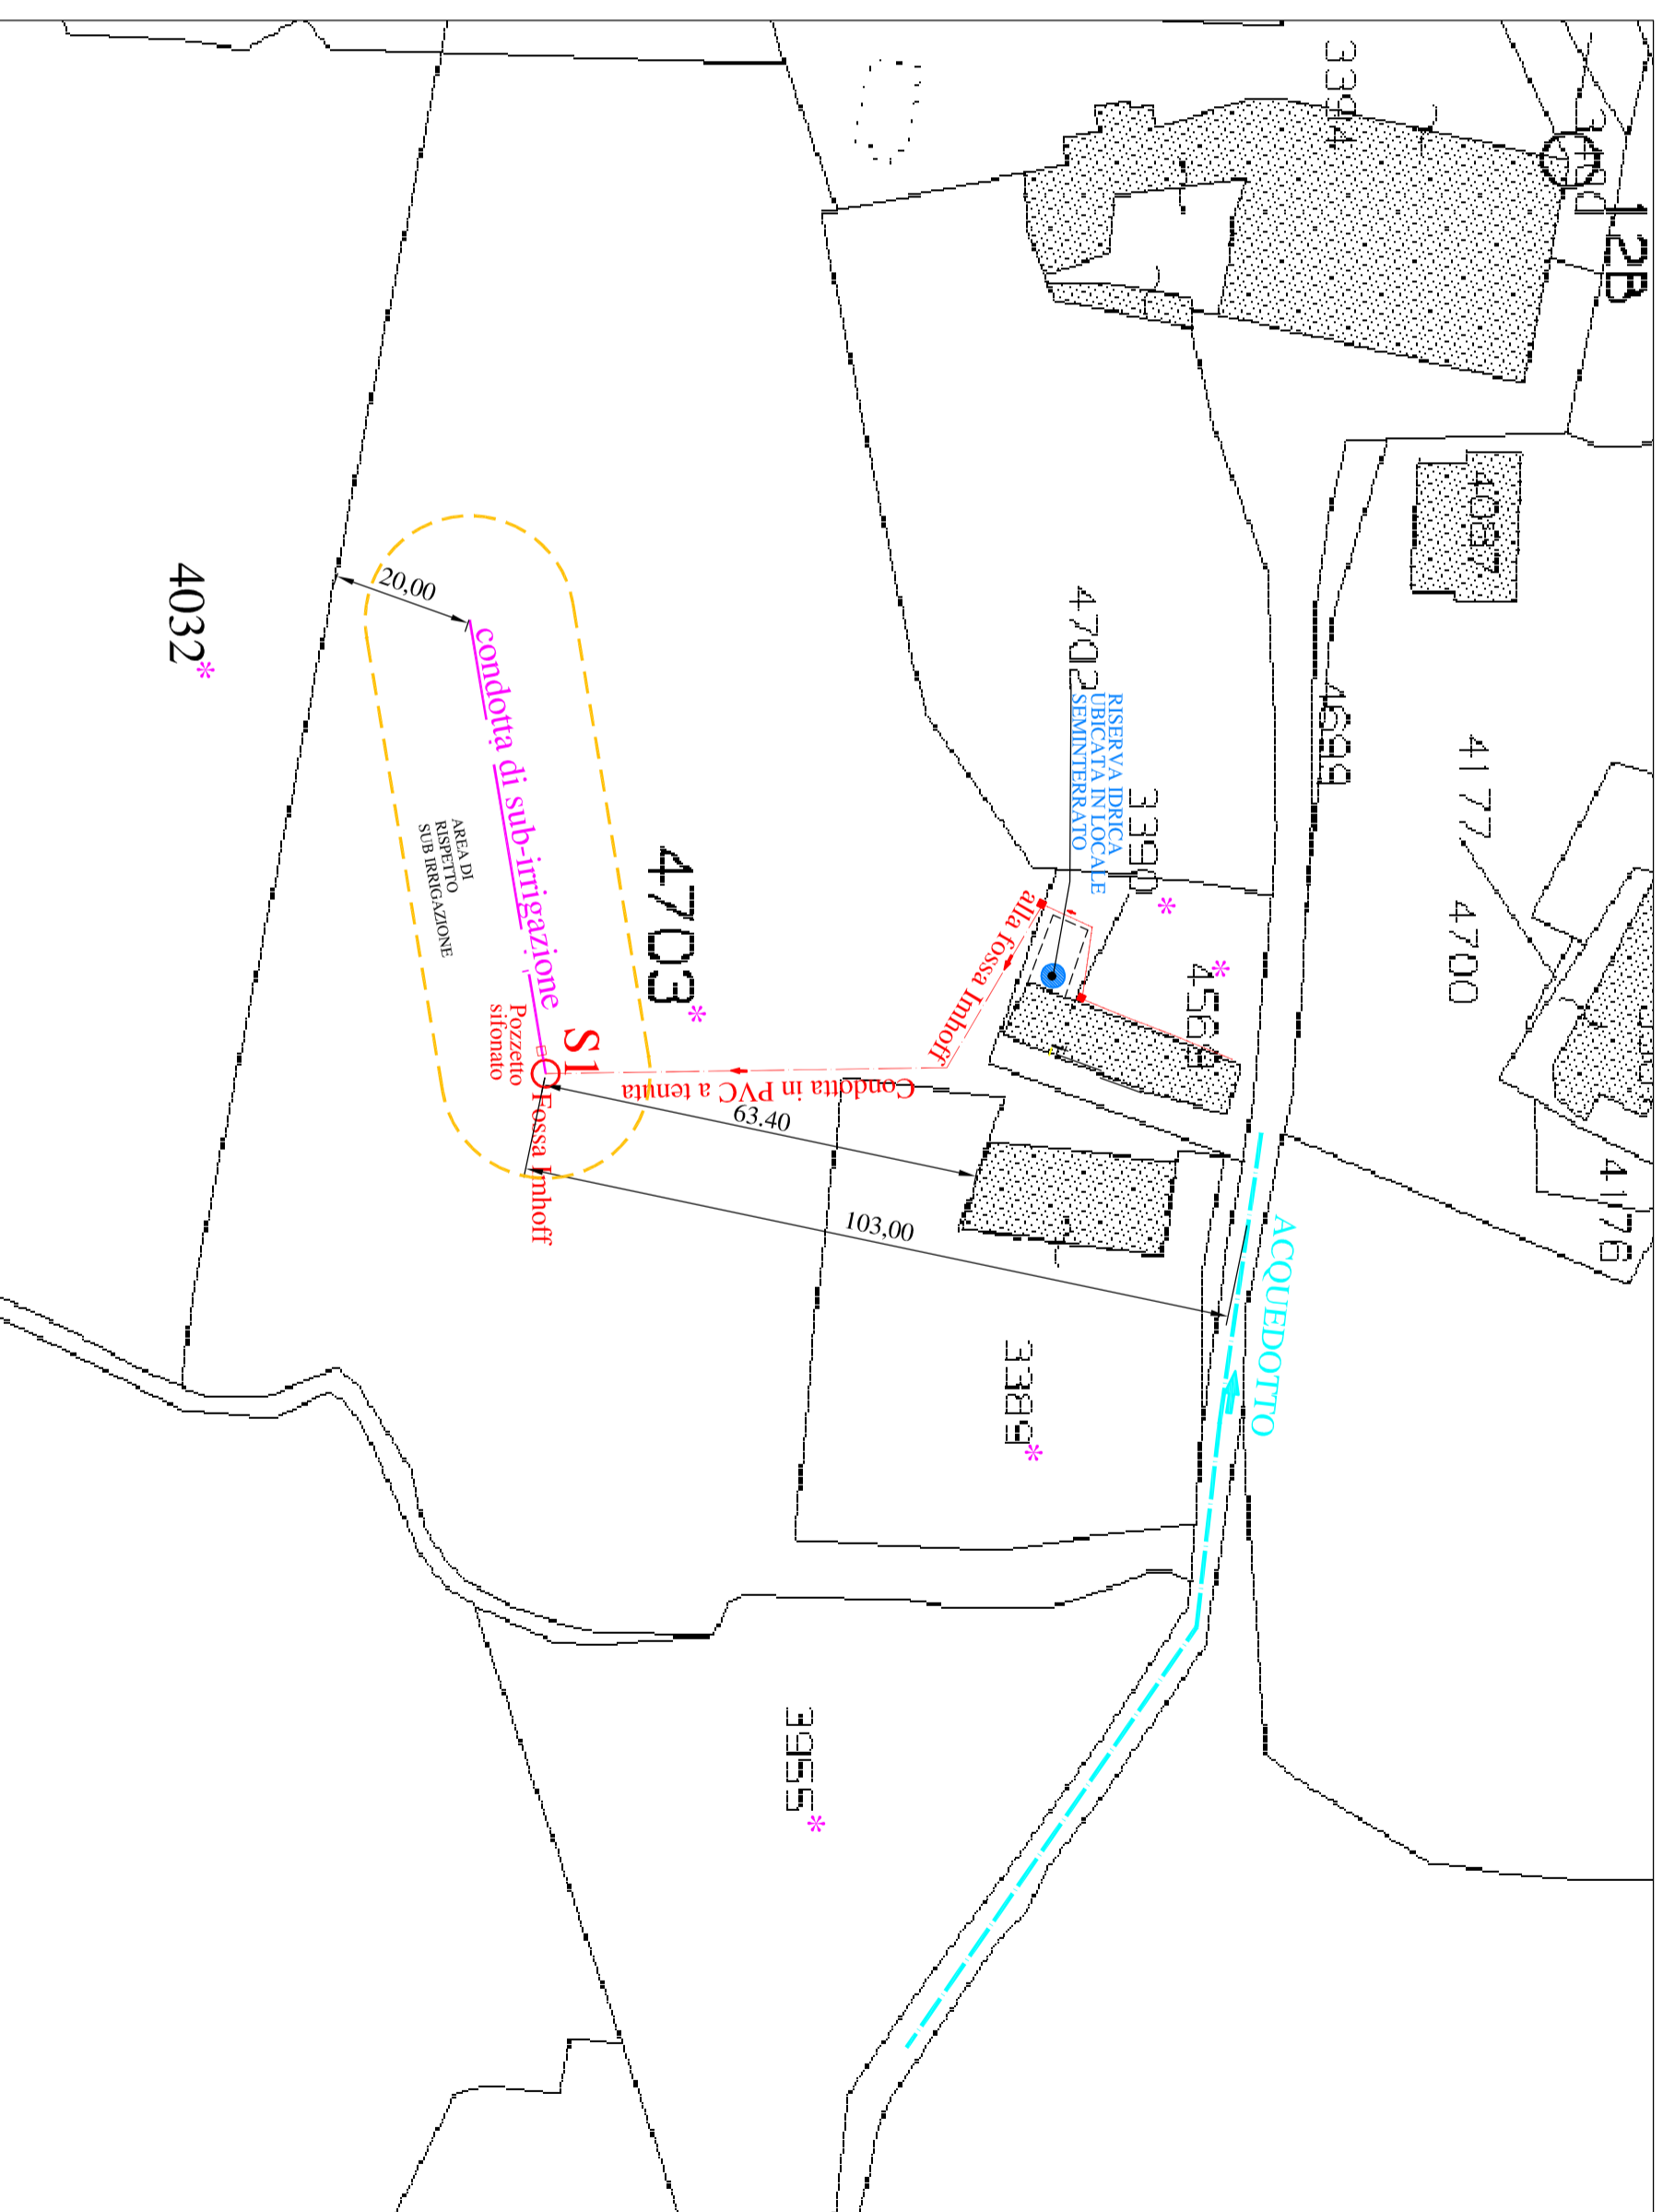 12B
3394
4087
4699
4177
4700
4176
4702
RISERVA IDRICA
UBICATA IN LOCALE
SEMINTERRATO
3390*
*
alla fossa Imhoff
Condotta in PVC a tenuta
ACQUEDOTTO
63.40
103,00
3389*
4703*
S1
Fossa Imhoff
Pozzetto
sifonato
condotta di sub-irrigazione
AREA DI
RISPETTO
SUB IRRIGAZIONE
20,00
4032*
3955*